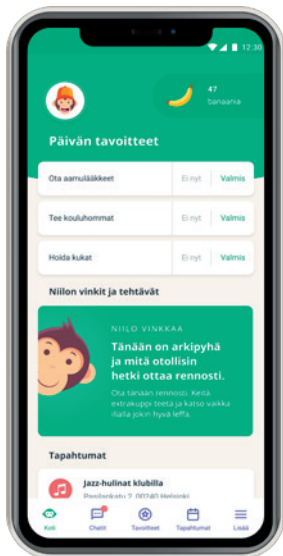 12:30
47
banaania
Päivän tavoitteet
Ota aamulääkkeet Ei nyt Valmis
Tee kouluhommat Ei nyt Valmis
Hoida kukat Ei nyt Valmis
Niilon vinkit ja tehtävät
NIILO VINKKAA
Tänään on arkipyhä
ja mitä otollisin
hetki ottaa rennosti.
Ota tänään rennosti. Keitä
extrakuppi teetä ja katso vaikka
illalla jokin hyvä leffa.
Tapahtumat
Jazz-hulinat klubilla
00240 Helsinki
Koti Chatit Tavoitteet Tapahtumat Lisää